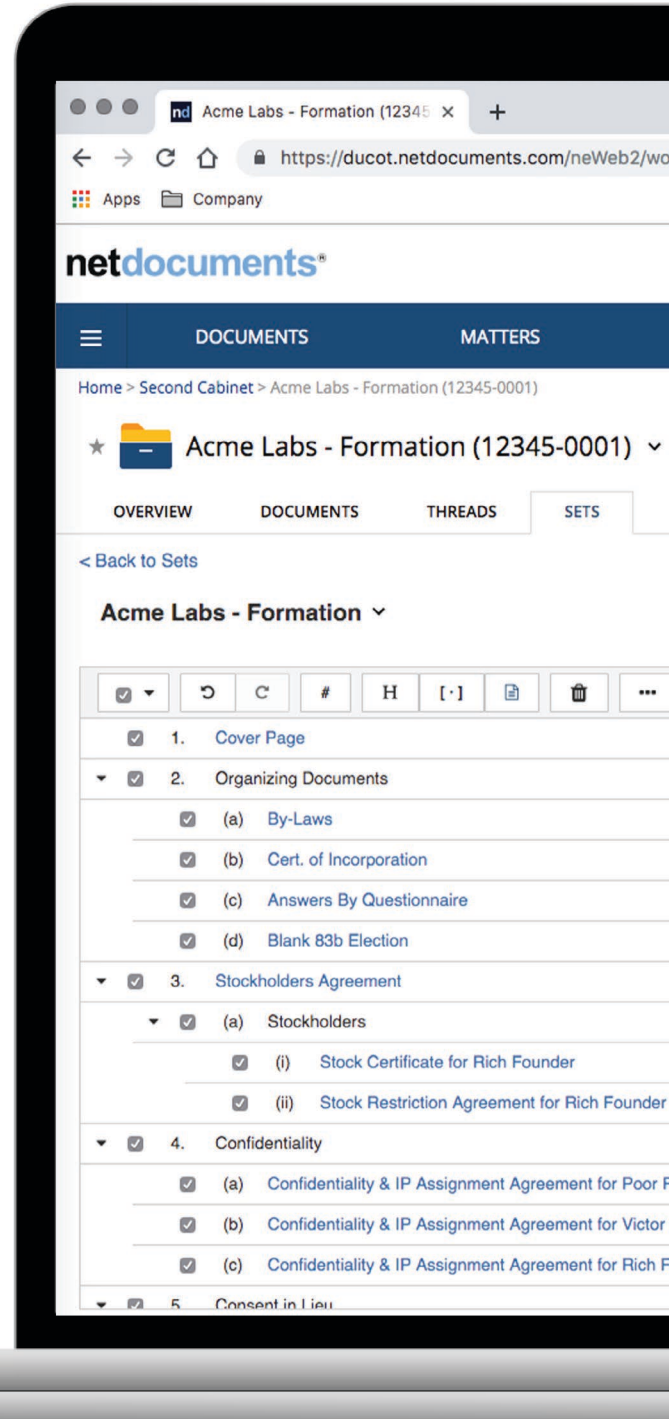 nd Acme Labs - Formation (12345 × +
https://ducot.netdocuments.com/neWeb2/wo
Apps Company
netdocuments®
DOCUMENTS MATTERS
Home > Second Cabinet > Acme Labs - Formation (12345-0001)
Acme Labs - Formation (12345-0001)
OVERVIEW DOCUMENTS THREADS SETS
< Back to Sets
Acme Labs - Formation
# H [·] ...
1. Cover Page
2. Organizing Documents
(a) By-Laws
(b) Cert. of Incorporation
(c) Answers By Questionnaire
(d) Blank 83b Election
3. Stockholders Agreement
(a) Stockholders
(i) Stock Certificate for Rich Founder
(ii) Stock Restriction Agreement for Rich Founder
4. Confidentiality
(a) Confidentiality & IP Assignment Agreement for Poor F
(b) Confidentiality & IP Assignment Agreement for Victor
(c) Confidentiality & IP Assignment Agreement for Rich F
5. Consent in Lieu